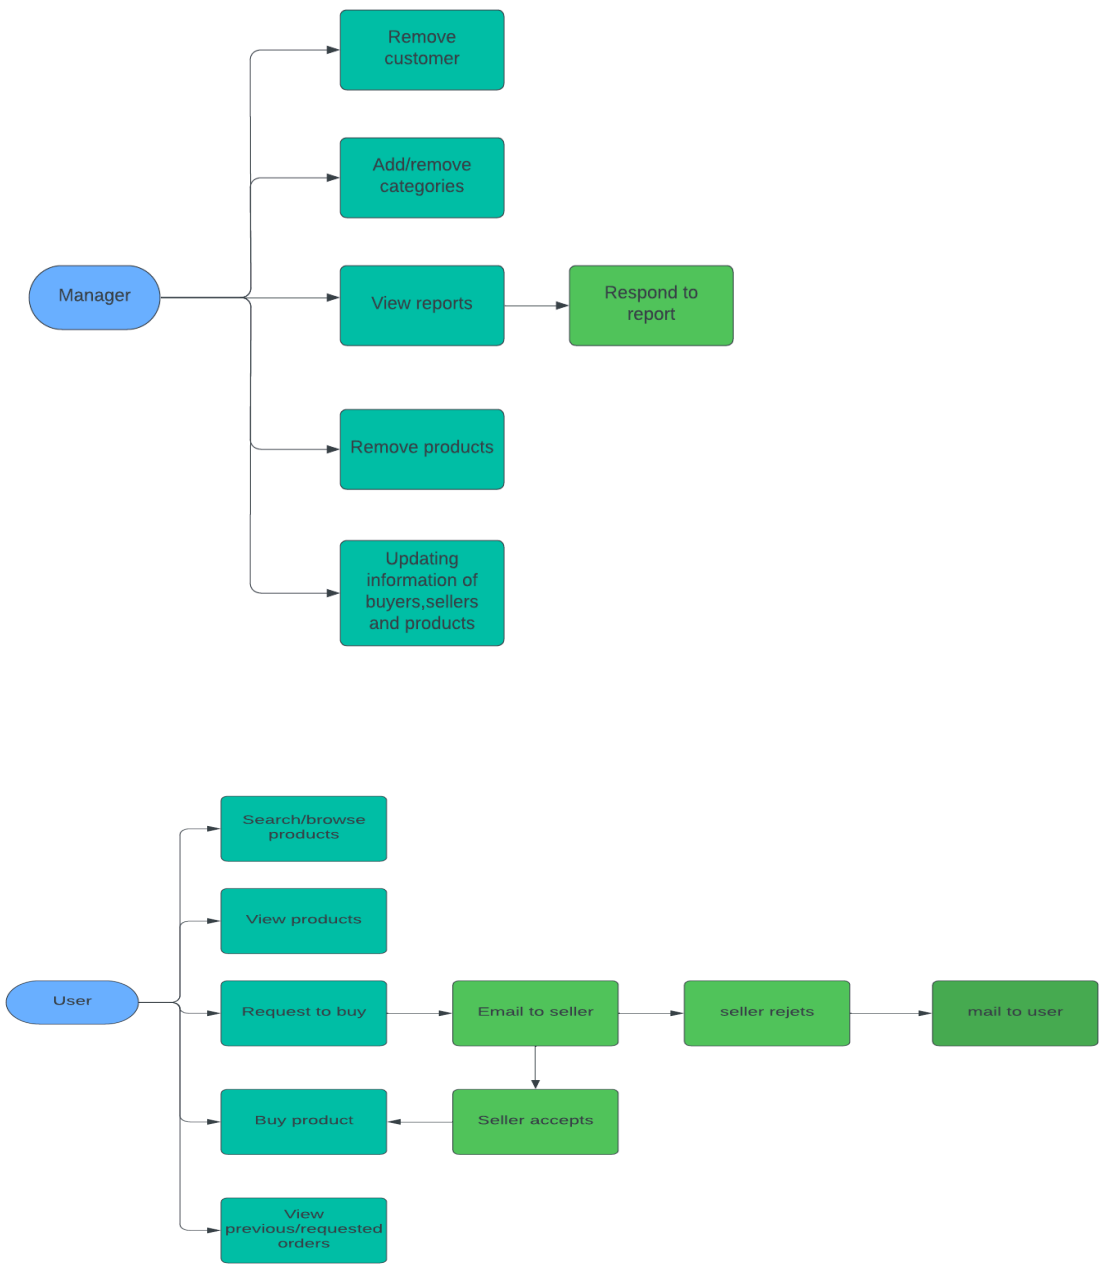 Remove
customer
Add/remove
categories
Manager
View reports
Respond to
report
Remove products
Updating
information of
buyers,sellers
and products
Search/browse
products
View products
User
Request to buy
Email to seller
seller rejets
mail to user
Buy product
Seller accepts
View
previous/requested
orders